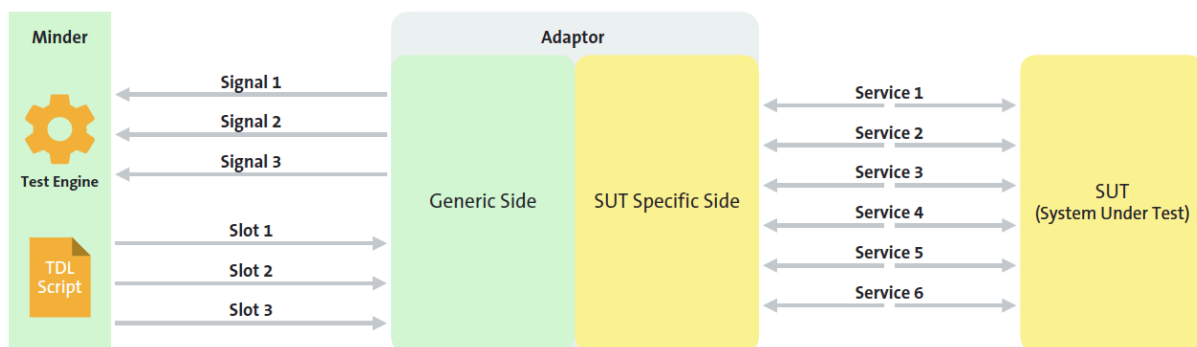 Minder
Test Engine
TDL
Script
Signal 1
Signal 2
Signal 3
Slot 1
Slot 2
Slot 3
Adaptor
Generic Side
SUT Specific Side
Service 1
Service 2
Service 3
Service 4
Service 5
Service 6
SUT
(System Under Test)